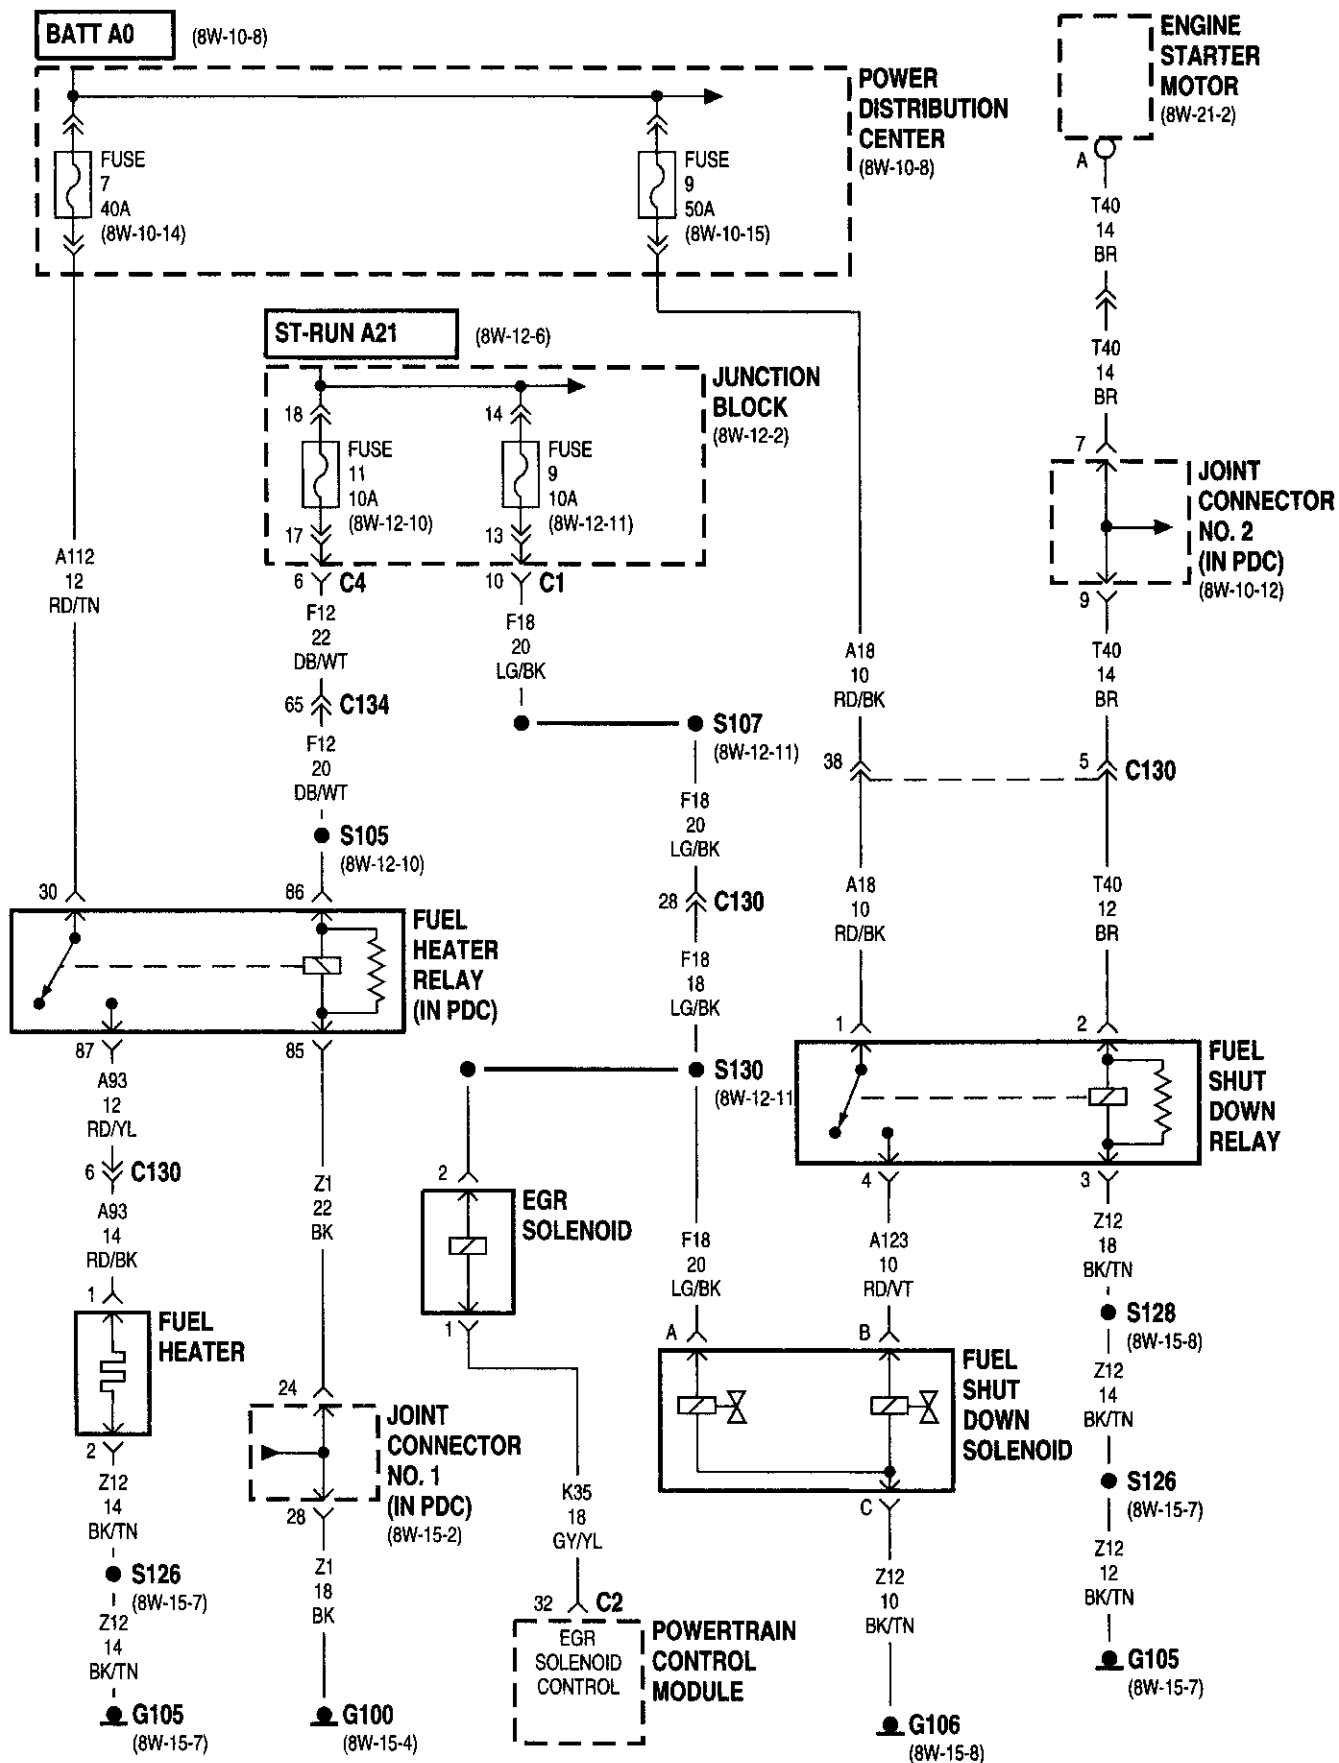 BATT A0
(8W-10-8)
ENGINE
STARTER
MOTOR
(8W-21-2)
A
POWER
DISTRIBUTION
CENTER
(8W-10-8)
FUSE
7
40A
(8W-10-14)
FUSE
9
50A
(8W-10-15)
T40
14
BR
T40
14
BR
ST-RUN A21
(8W-12-6)
JUNCTION
BLOCK
(8W-12-2)
18
FUSE
11
10A
(8W-12-10)
17
6
C4
14
FUSE
9
10A
(8W-12-11)
13
10
C1
7
JOINT
CONNECTOR
NO. 2
(IN PDC)
(8W-10-12)
9
A112
12
RD/TN
F12
22
DB/WT
65
C134
F12
20
DB/WT
S105
(8W-12-10)
F18
20
LG/BK
S107
(8W-12-11)
A18
10
RD/BK
T40
14
BR
38
5
C130
F18
20
LG/BK
28
C130
F18
18
LG/BK
A18
10
RD/BK
T40
12
BR
30
86
FUEL
HEATER
RELAY
(IN PDC)
87
85
S130
(8W-12-11
1
2
FUEL
SHUT
DOWN
RELAY
4
3
A93
12
RD/YL
6
C130
A93
14
RD/BK
1
FUEL
HEATER
2
Z12
14
BK/TN
S126
(8W-15-7)
Z12
14
BK/TN
G105
(8W-15-7)
Z1
22
BK
24
JOINT
CONNECTOR
NO. 1
(IN PDC)
(8W-15-2)
28
Z1
18
BK
G100
(8W-15-4)
2
EGR
SOLENOID
1
K35
18
GY/YL
32
C2
EGR
SOLENOID
CONTROL
POWERTRAIN
CONTROL
MODULE
F18
20
LG/BK
A
A123
10
RD/VT
B
FUEL
SHUT
DOWN
SOLENOID
C
Z12
10
BK/TN
G106
(8W-15-8)
Z12
18
BK/TN
S128
(8W-15-8)
Z12
14
BK/TN
S126
(8W-15-7)
Z12
12
BK/TN
G105
(8W-15-7)